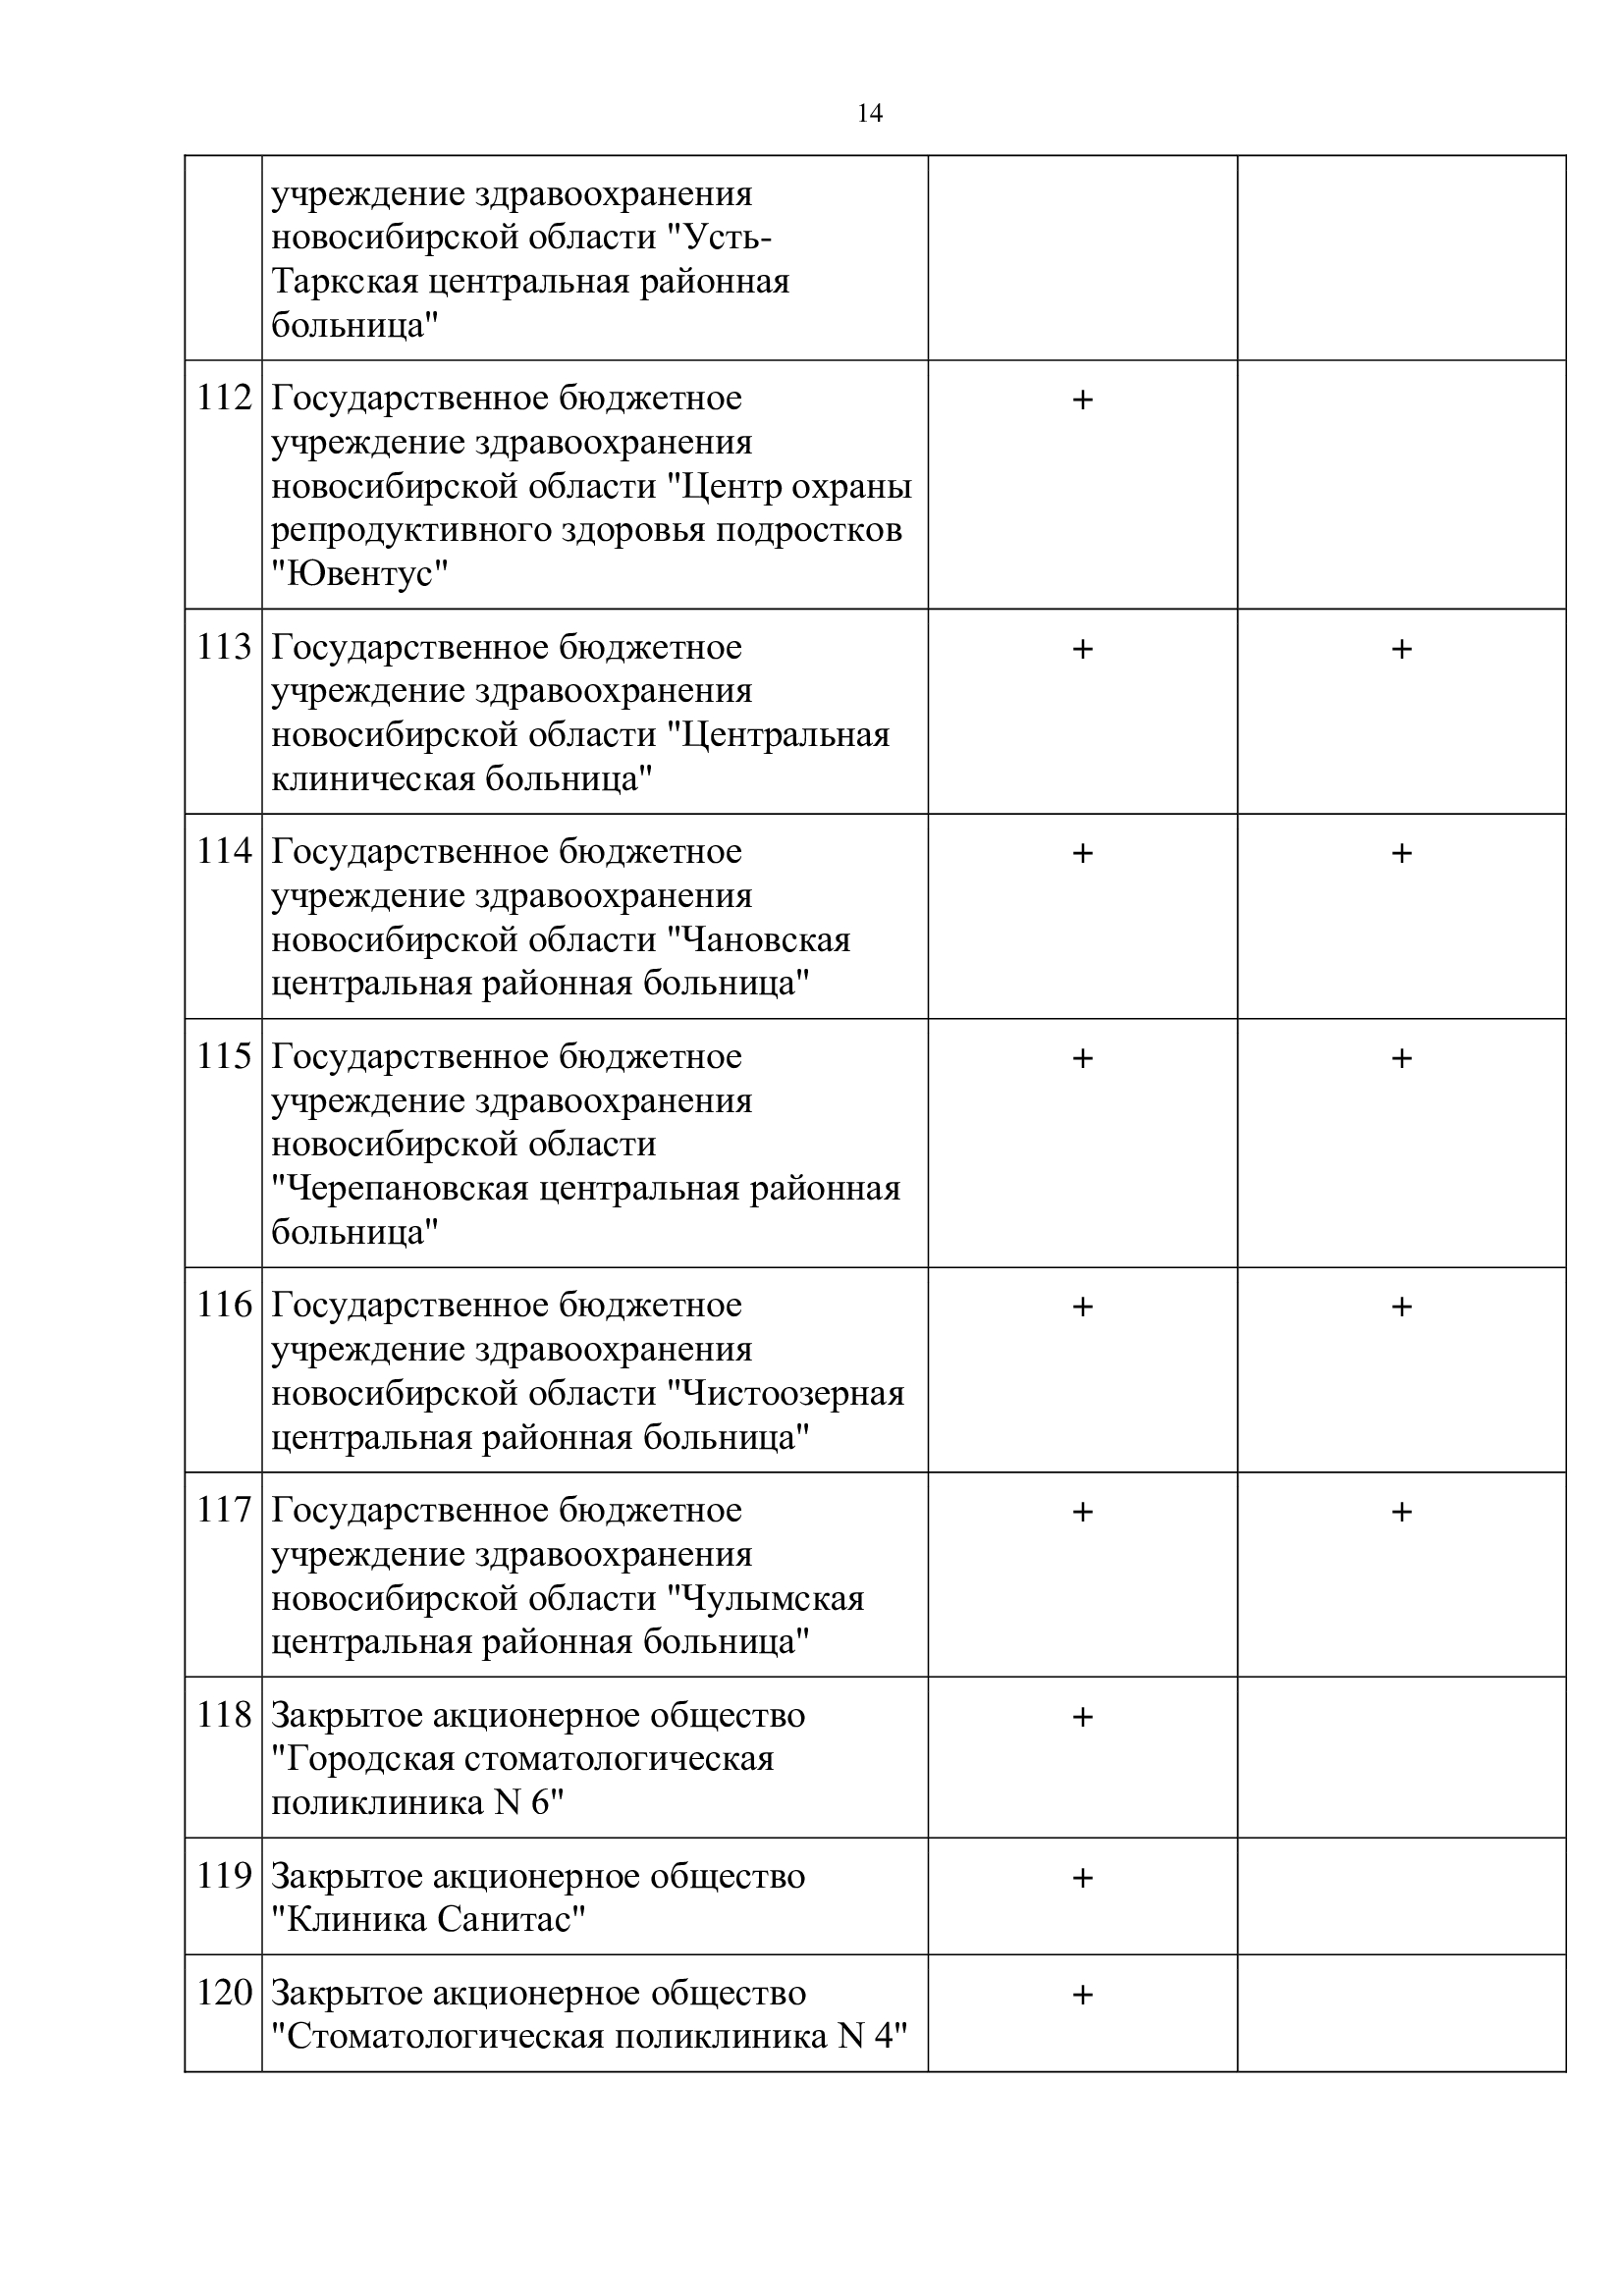 14
учреждение здравоохранения
новосибирской области "Усть-
Таркская центральная районная
больница"
112 Государственное бюджетное +
учреждение здравоохранения
новосибирской области "Центр охраны
репродуктивного здоровья подростков
"Ювентус"
113 Государственное бюджетное + +
учреждение здравоохранения
новосибирской области "Центральная
клиническая больница"
114 Государственное бюджетное + +
учреждение здравоохранения
новосибирской области "Чановская
центральная районная больница"
115 Государственное бюджетное + +
учреждение здравоохранения
новосибирской области
"Черепановская центральная районная
больница"
116 Государственное бюджетное + +
учреждение здравоохранения
новосибирской области "Чистоозерная
центральная районная больница"
117 Государственное бюджетное + +
учреждение здравоохранения
новосибирской области "Чулымская
центральная районная больница"
118 Закрытое акционерное общество +
"Городская стоматологическая
поликлиника N 6"
119 Закрытое акционерное общество +
"Клиника Санитас"
120 Закрытое акционерное общество +
"Стоматологическая поликлиника N 4"